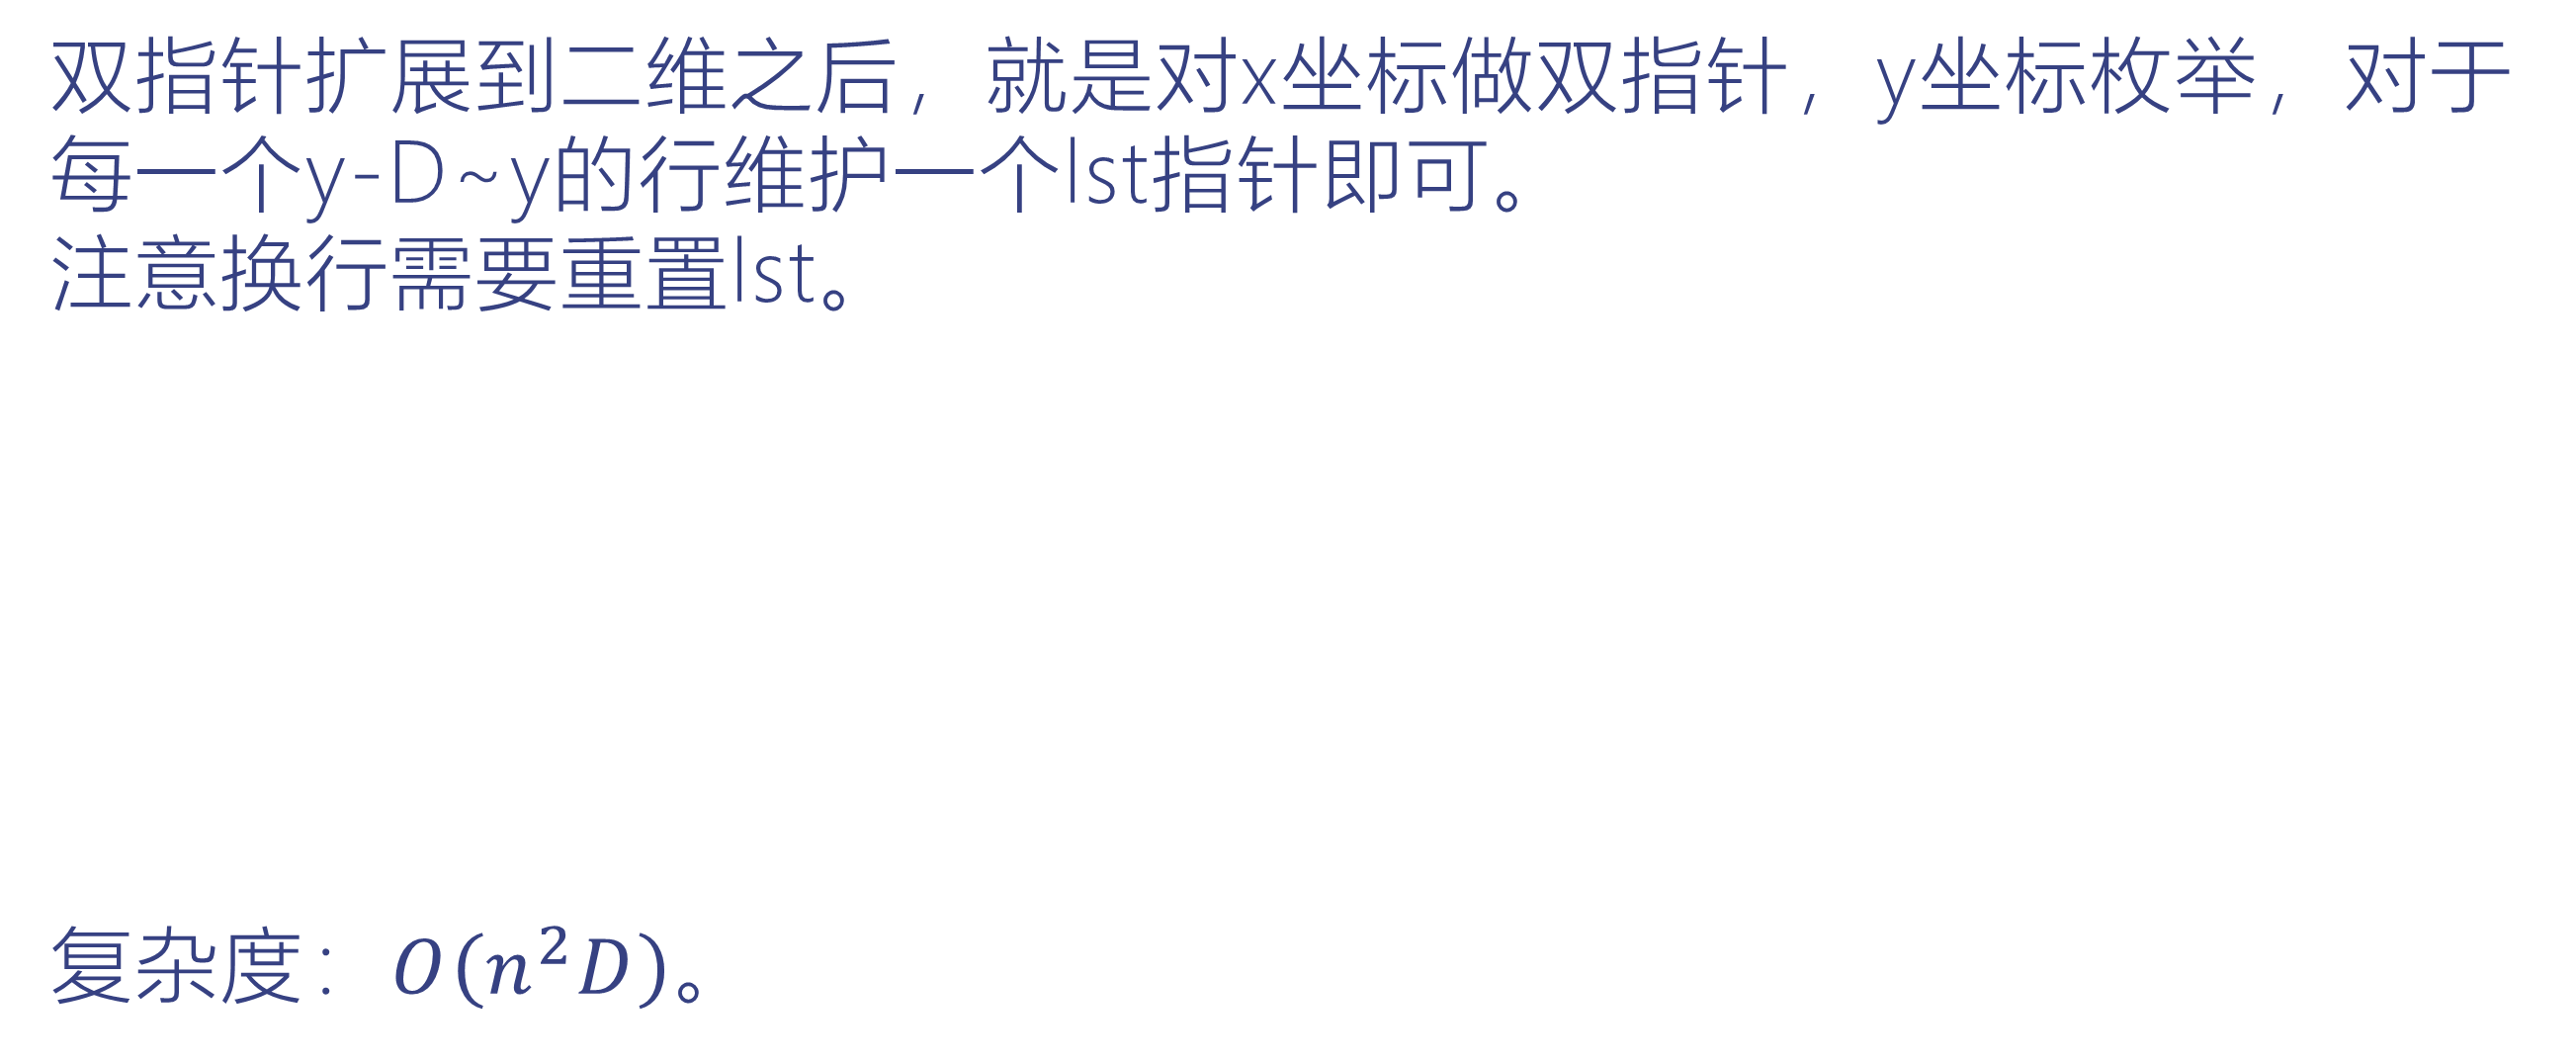 双指针扩展到二维之后，就是对x坐标做双指针，y坐标枚举，对于
每一个y-D~y的行维护一个lst指针即可。
注意换行需要重置lst。
复杂度：O(n²D)。